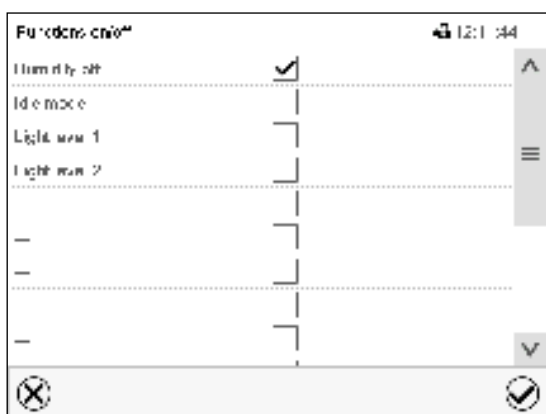 Functions on/off
Humidity off
Idle mode
Light level 1
Light level 2
–
–
–